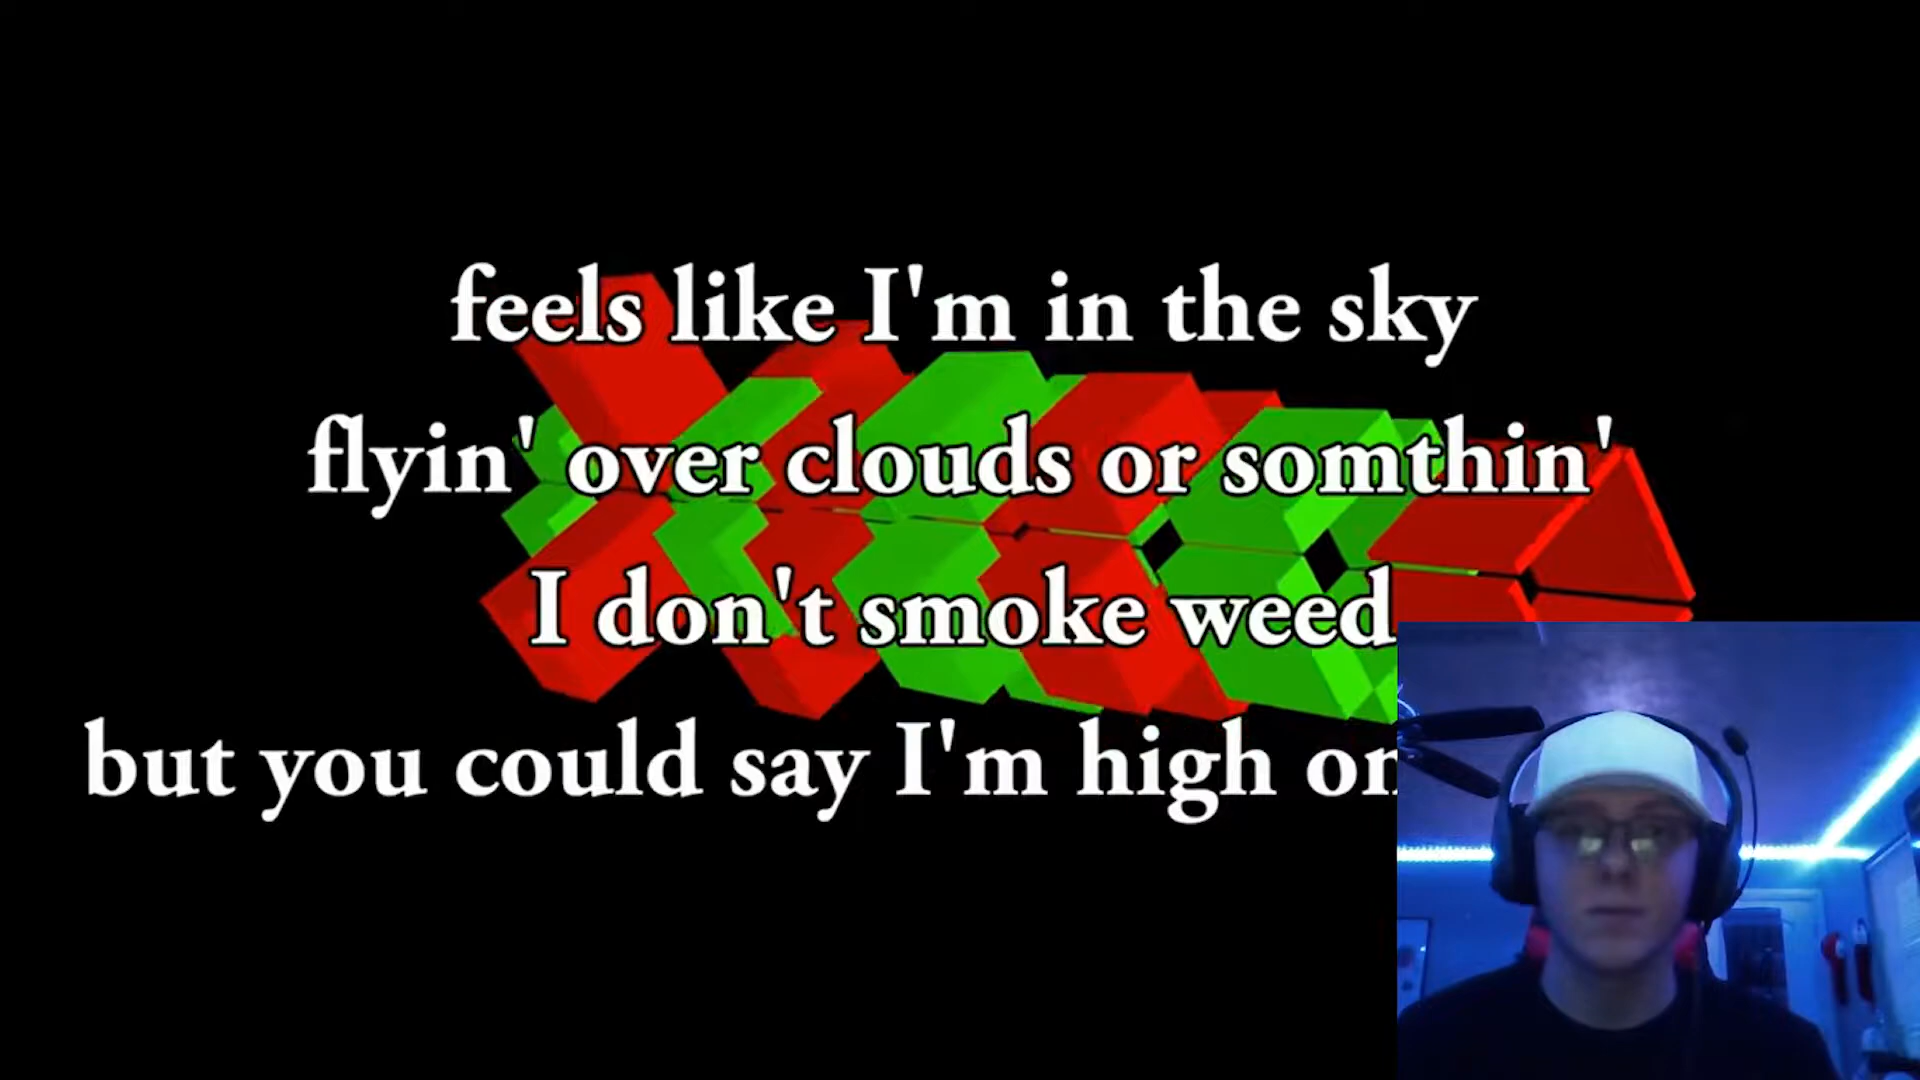 feels like I'm in the sky
flyin' over clouds or somthin'
I don't smoke weed
but you could say I'm high on